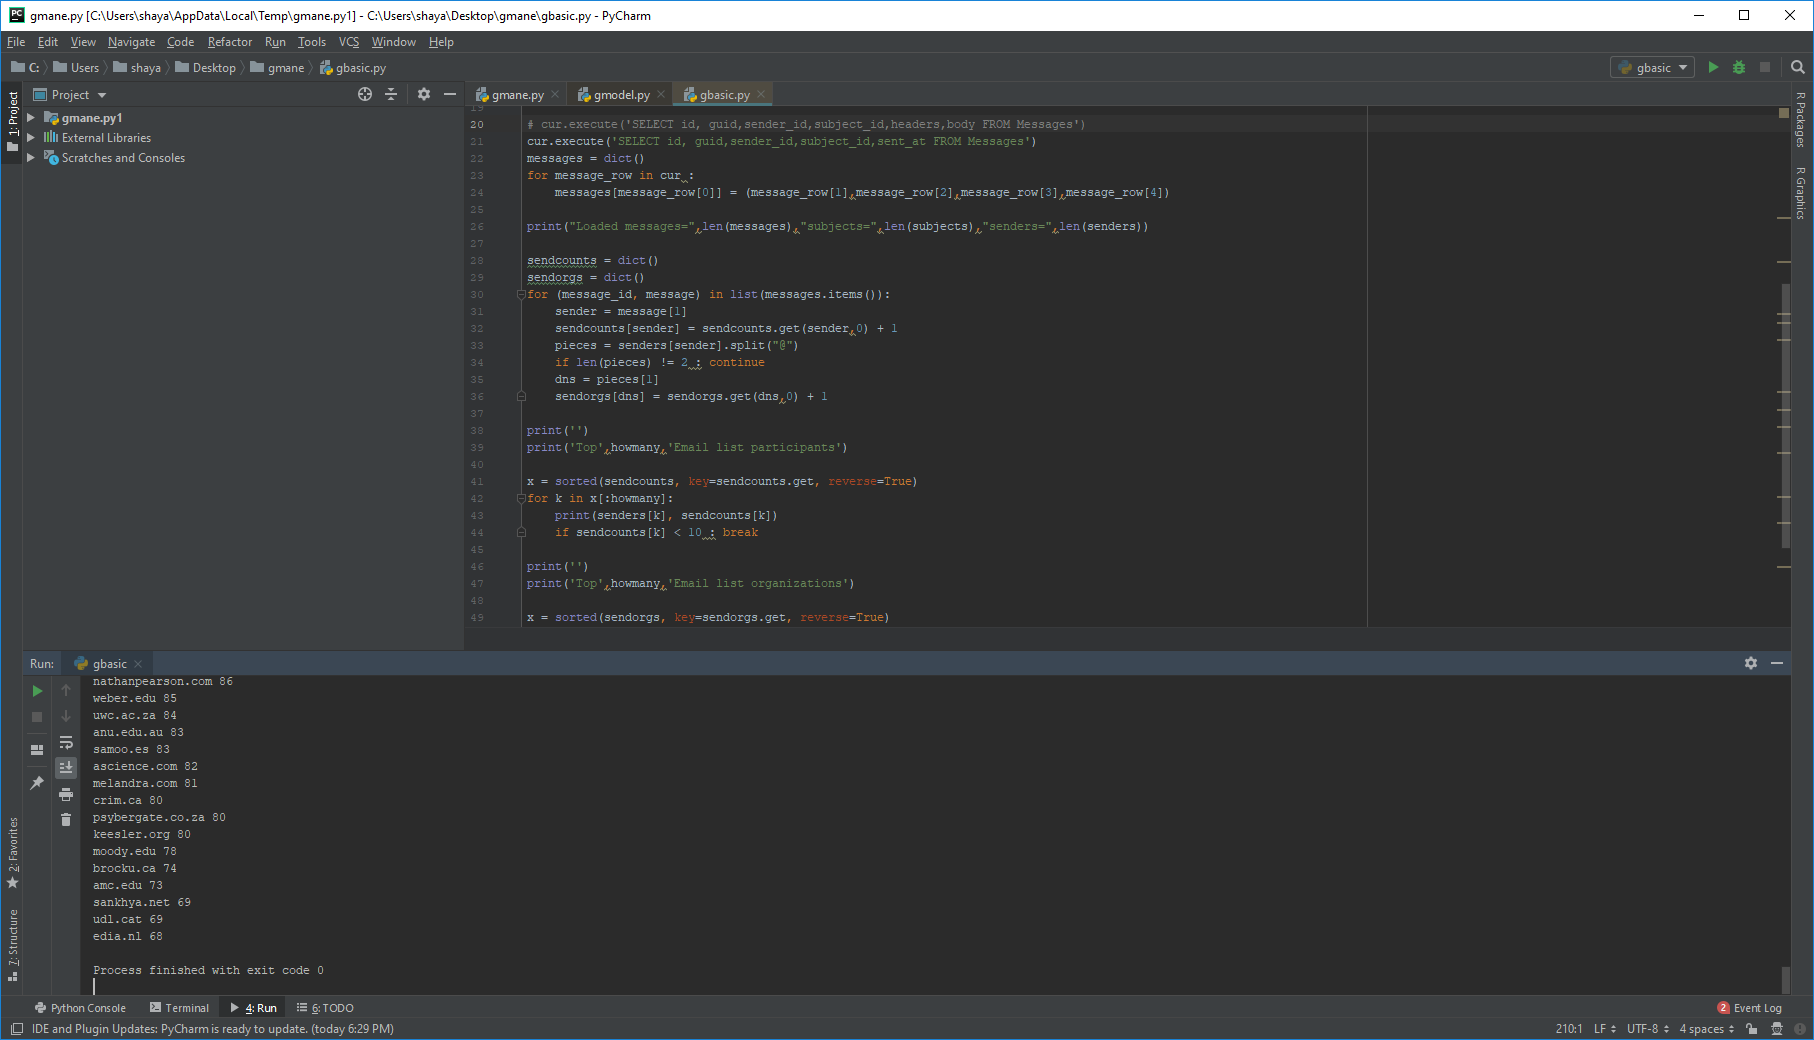 gmane.py [C:\Users\shaya\AppData\Local\Temp\gmane.py1] - C:\Users\shaya\Desktop\gmane\gbasic.py - PyCharm
File Edit View Navigate Code Refactor Run Tools VCS Window Help
C: Users shaya Desktop gmane gbasic.py
gbasic
1: Project
Project
gmane.py gmodel.py gbasic.py
gmane.py1
External Libraries
Scratches and Consoles
19
20 # cur.execute('SELECT id, guid,sender_id,subject_id,headers,body FROM Messages')
21 cur.execute('SELECT id, guid,sender_id,subject_id,sent_at FROM Messages')
22 messages = dict()
23 for message_row in cur :
24 messages[message_row[0]] = (message_row[1],message_row[2],message_row[3],message_row[4])
25
26 print("Loaded messages=",len(messages),"subjects=",len(subjects),"senders=",len(senders))
27
28 sendcounts = dict()
29 sendorgs = dict()
30 for (message_id, message) in list(messages.items()):
31 sender = message[1]
32 sendcounts[sender] = sendcounts.get(sender,0) + 1
33 pieces = senders[sender].split("@")
34 if len(pieces) != 2 : continue
35 dns = pieces[1]
36 sendorgs[dns] = sendorgs.get(dns,0) + 1
37
38 print('')
39 print('Top',howmany,'Email list participants')
40
41 x = sorted(sendcounts, key=sendcounts.get, reverse=True)
42 for k in x[:howmany]:
43 print(senders[k], sendcounts[k])
44 if sendcounts[k] < 10 : break
45
46 print('')
47 print('Top',howmany,'Email list organizations')
48
49 x = sorted(sendorgs, key=sendorgs.get, reverse=True)
R Packages
R Graphics
Run: gbasic
nathanpearson.com 86
weber.edu 85
uwc.ac.za 84
anu.edu.au 83
samoo.es 83
ascience.com 82
melandra.com 81
crim.ca 80
psybergate.co.za 80
keesler.org 80
moody.edu 78
brocku.ca 74
amc.edu 73
sankhya.net 69
udl.cat 69
edia.nl 68
Process finished with exit code 0
2: Favorites
7: Structure
Python Console Terminal 4: Run 6: TODO
2 Event Log
IDE and Plugin Updates: PyCharm is ready to update. (today 6:29 PM)
210:1 LF UTF-8 4 spaces